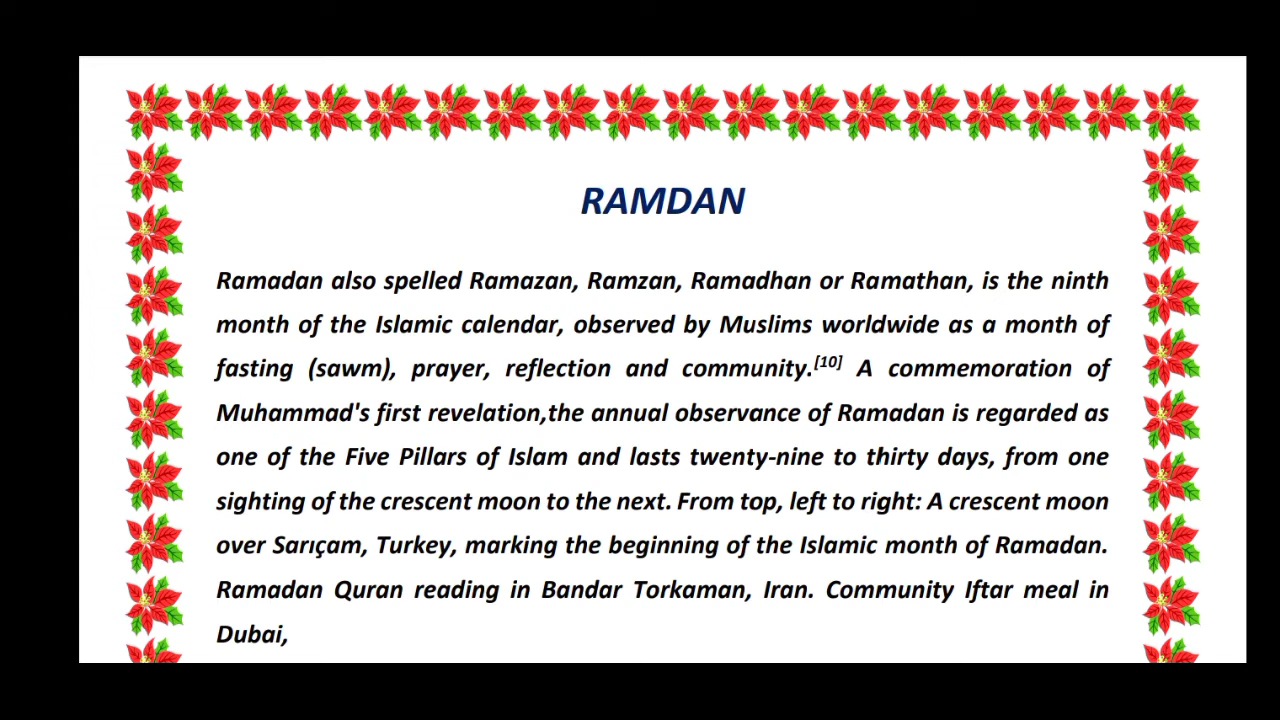 RAMDAN
Ramadan also spelled Ramazan, Ramzan, Ramadhan or Ramathan, is the ninth
month of the Islamic calendar, observed by Muslims worldwide as a month of
fasting (sawm), prayer, reflection and community.[10] A commemoration of
Muhammad's first revelation,the annual observance of Ramadan is regarded as
one of the Five Pillars of Islam and lasts twenty-nine to thirty days, from one
sighting of the crescent moon to the next. From top, left to right: A crescent moon
over Sarıçam, Turkey, marking the beginning of the Islamic month of Ramadan.
Ramadan Quran reading in Bandar Torkaman, Iran. Community Iftar meal in
Dubai,